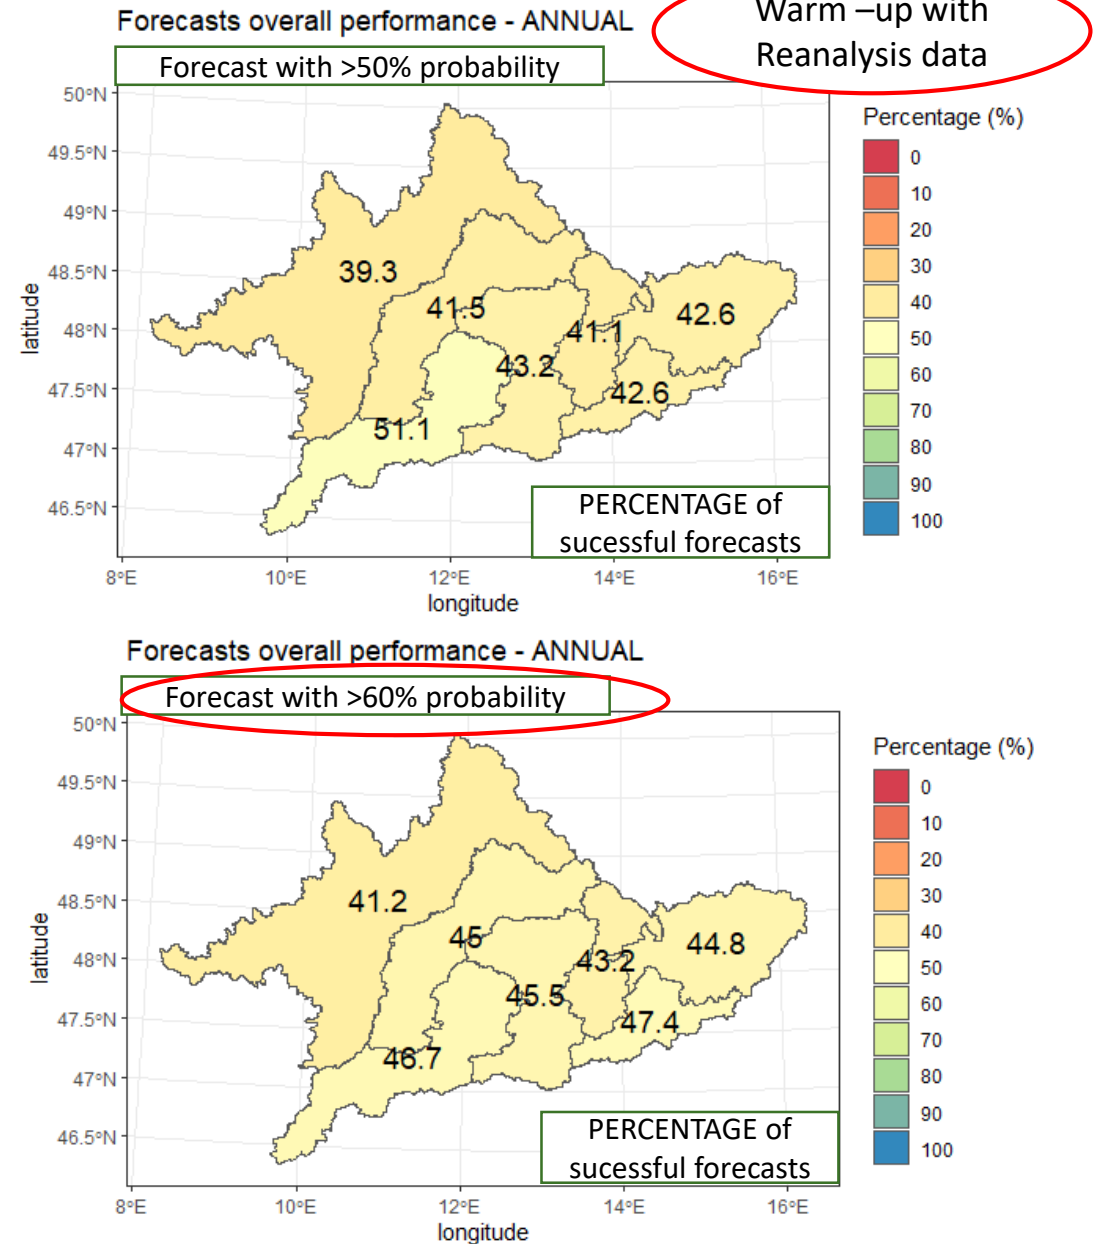 Forecasts overall performance - ANNUAL
Warm –up with
Reanalysis data
Forecast with >50% probability
50°N
49.5°N
49°N
48.5°N
48°N
47.5°N
47°N
46.5°N
latitude
39.3
41.5
41.1
42.6
43.2
42.6
51.1
PERCENTAGE of
sucessful forecasts
8°E
10°E
12°E
14°E
16°E
longitude
Percentage (%)
0
10
20
30
40
50
60
70
80
90
100
Forecasts overall performance - ANNUAL
Forecast with >60% probability
50°N
49.5°N
49°N
48.5°N
48°N
47.5°N
47°N
46.5°N
latitude
41.2
45
43.2
44.8
45.5
47.4
46.7
PERCENTAGE of
sucessful forecasts
8°E
10°E
12°E
14°E
16°E
longitude
Percentage (%)
0
10
20
30
40
50
60
70
80
90
100